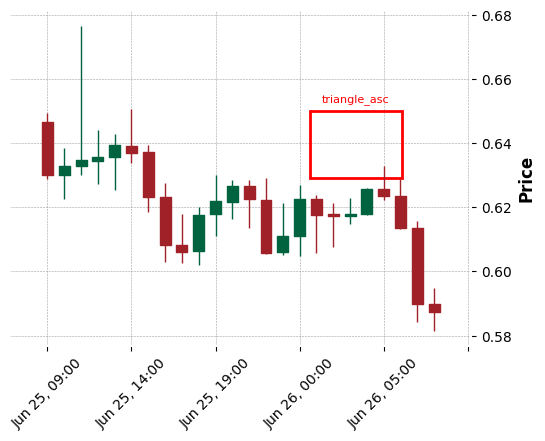 0.68
0.66
triangle_asc
0.64
Price
0.62
0.60
0.58
Jun 25, 09:00
Jun 25, 14:00
Jun 25, 19:00
Jun 26, 00:00
Jun 26, 05:00